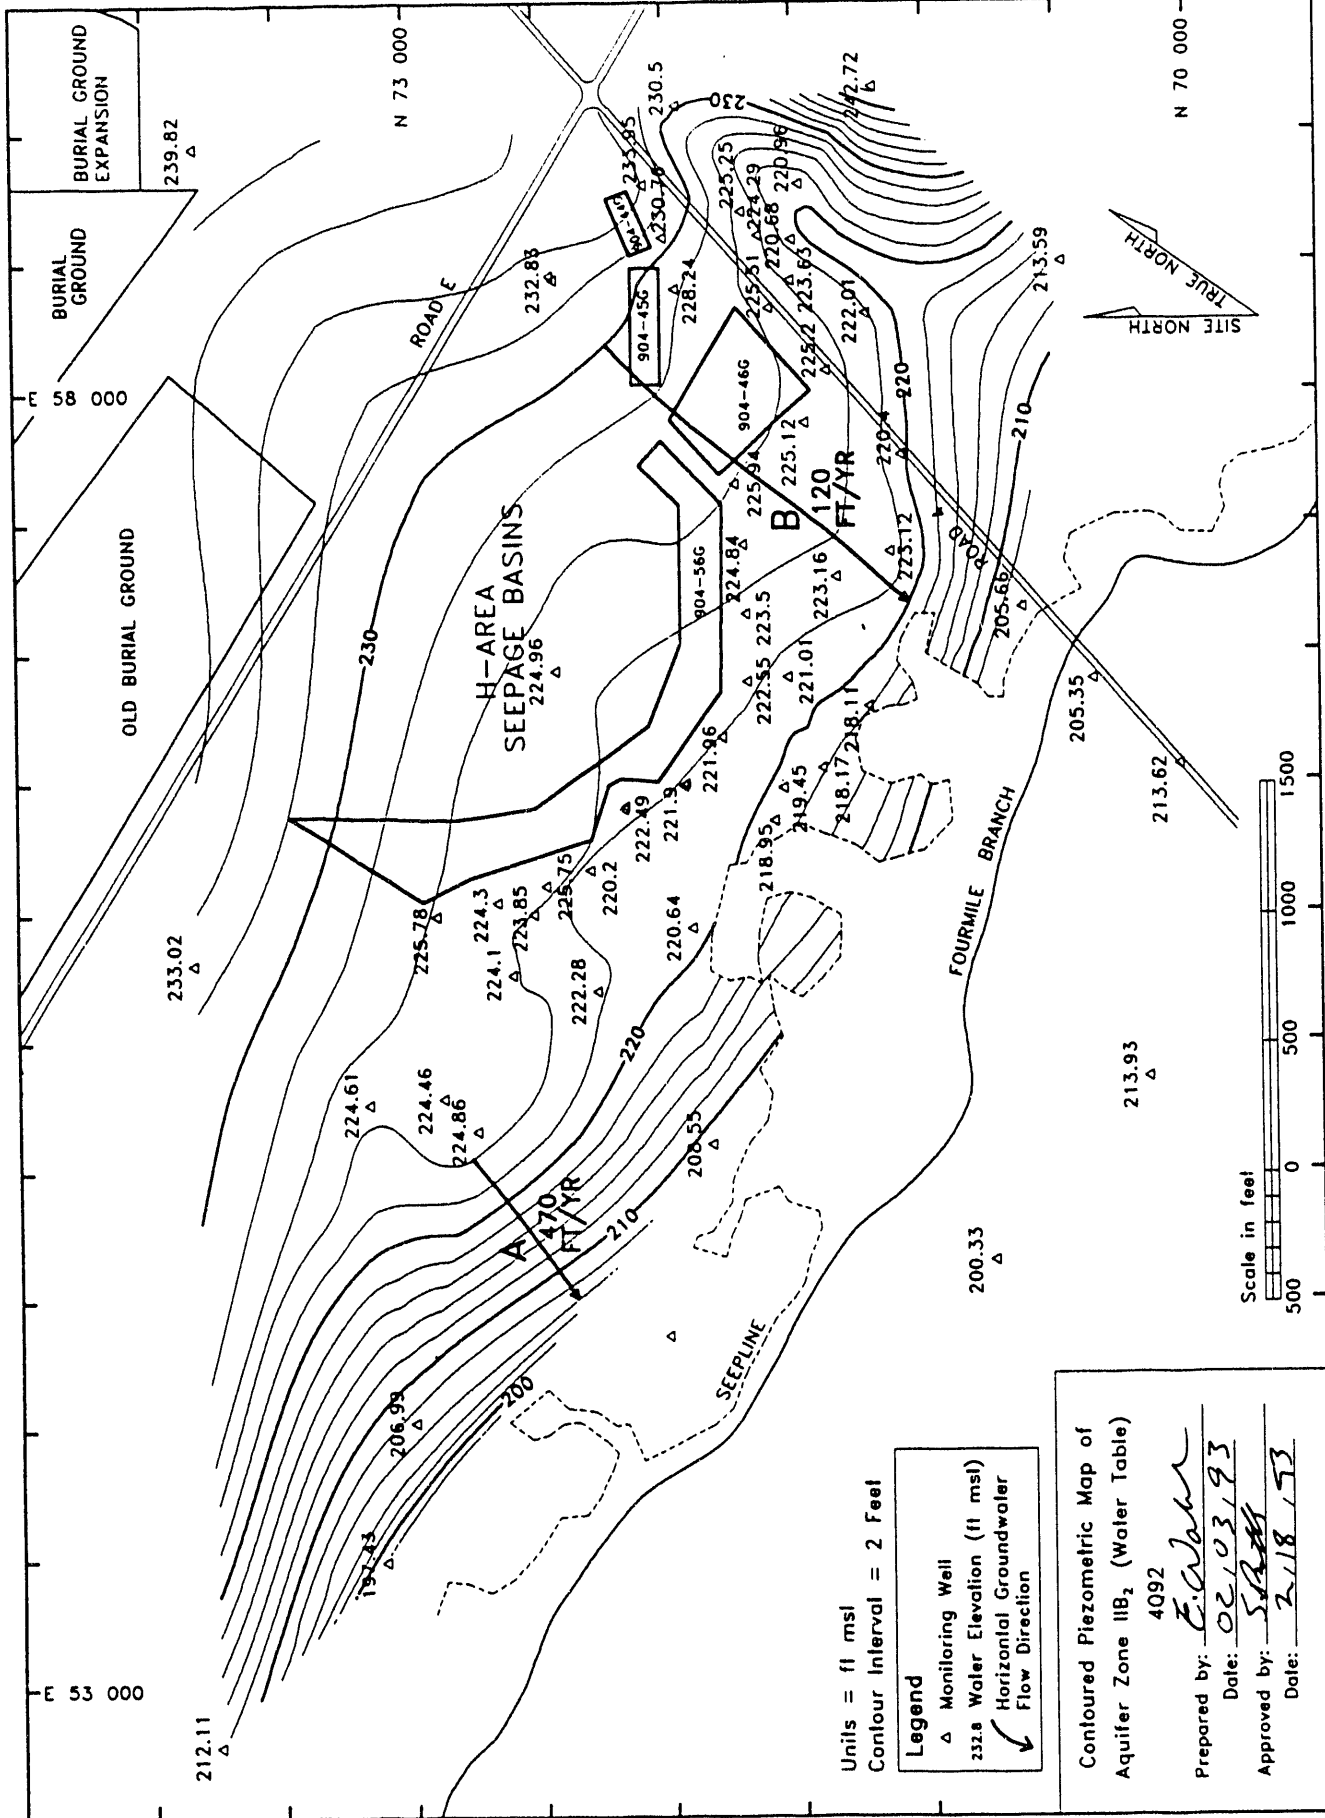 BURIAL GROUND
EXPANSION
BURIAL
GROUND
OLD BURIAL GROUND
239.82
N 73 000
N 70 000
E 58 000
E 53 000
ROAD E
230.5
230
242.72
230.76
225.25
224.29
220.96
220.68
232.83
904-45G
228.24
223.63
222.01
213.59
SITE NORTH
TRUE NORTH
904-46G
225.2
220
225.12
225.94
220.4
210
B 120
FT/YR
230
H-AREA
SEEPAGE BASINS
224.96
904-56G
224.84
223.5
223.16
223.12
ROAD 4
205.66
222.55
221.01
218.11
205.35
221.96
221.9
222.49
219.45
218.17
218.95
213.62
233.02
225.78
224.3
223.85
225.75
220.2
224.1
222.28
220.64
220
FOURMILE BRANCH
224.61
224.46
224.86
208.55
213.93
A 470
FT/YR
210
200.33
SEEPLINE
206.99
200
197.43
212.11
Scale in feet
500 0 500 1000 1500
Units = ft msl
Contour Interval = 2 Feet
Legend
Monitoring Well
232.8 Water Elevation (ft msl)
Horizontal Groundwater
Flow Direction
Contoured Piezometric Map of
Aquifer Zone IIB₂ (Water Table)
4Q92
Prepared by:
Date: 02,03,93
Approved by:
Date: 2,18,93